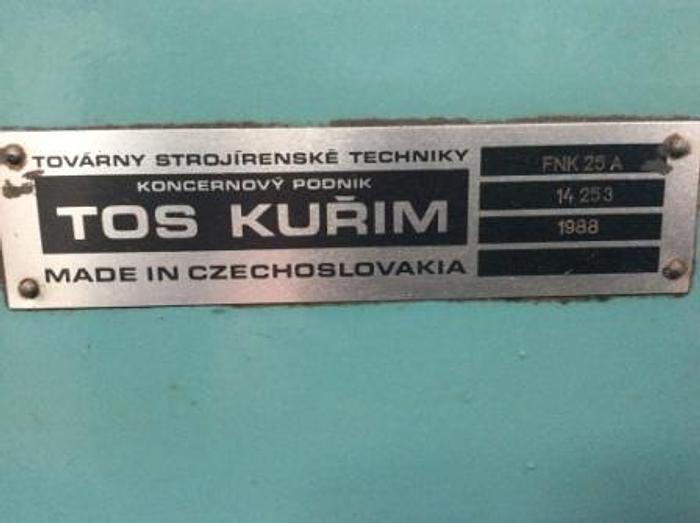 TOVÁRNY STROJÍRENSKÉ TECHNIKY
KONCERNOVÝ PODNIK
TOS KUŘIM
MADE IN CZECHOSLOVAKIA
FNK 25 A
14 253
1988